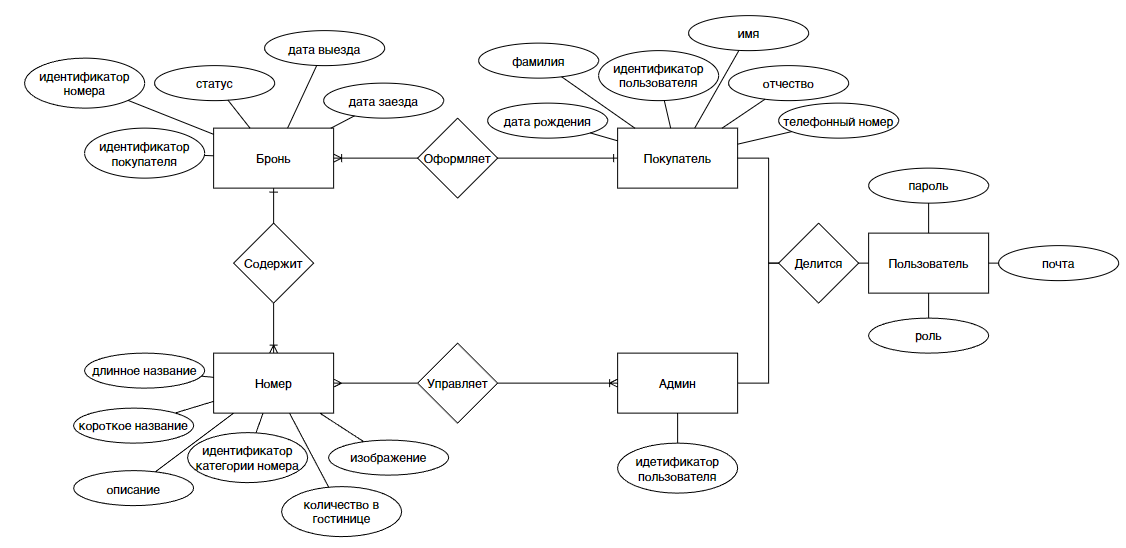 имя
дата выезда
фамилия
идентификатор
пользователя
идентификатор
номера
статус
отчество
дата заезда
дата рождения
телефонный номер
идентификатор
покупателя
Бронь
Оформляет
Покупатель
пароль
Содержит
Делится
Пользователь
почта
роль
длинное название
Номер
Управляет
Админ
короткое название
идентификатор
категории номера
изображение
идетификатор
пользователя
описание
количество в
гостинице